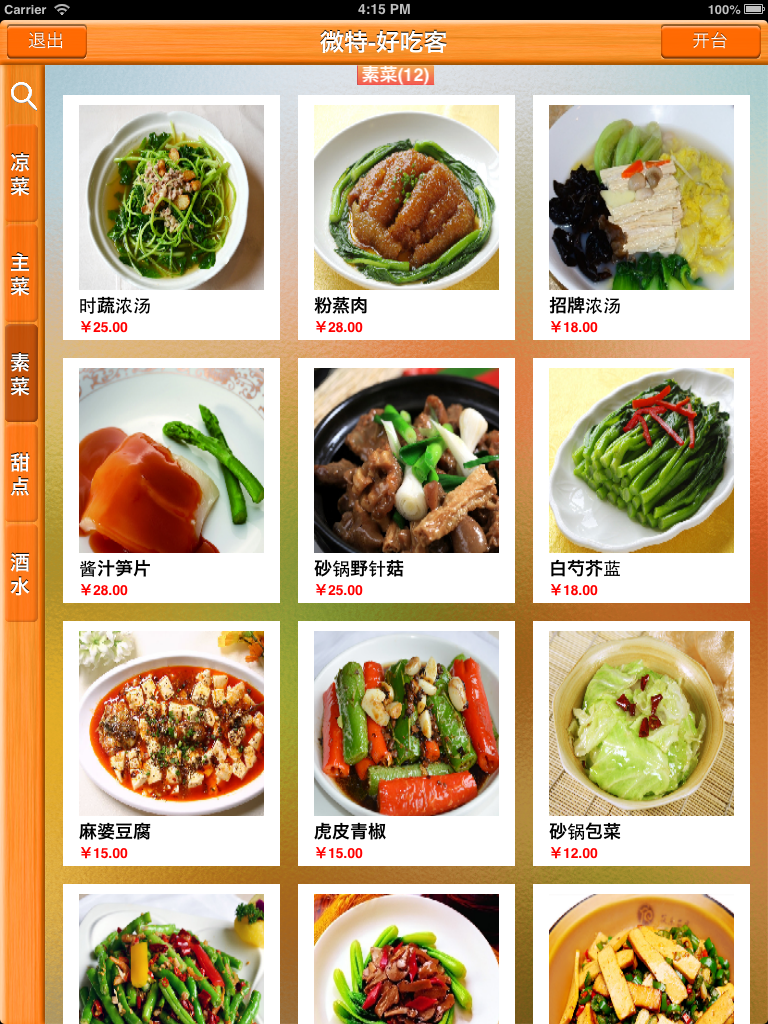 Carrier 4:15 PM 100%
退出 微特-好吃客 开台
素菜(12)
凉菜
主菜
素菜
甜点
酒水
时蔬浓汤 粉蒸肉 招牌浓汤
￥25.00 ￥28.00 ￥18.00
酱汁笋片 砂锅野针菇 白芍芥蓝
￥28.00 ￥25.00 ￥18.00
麻婆豆腐 虎皮青椒 砂锅包菜
￥15.00 ￥15.00 ￥12.00